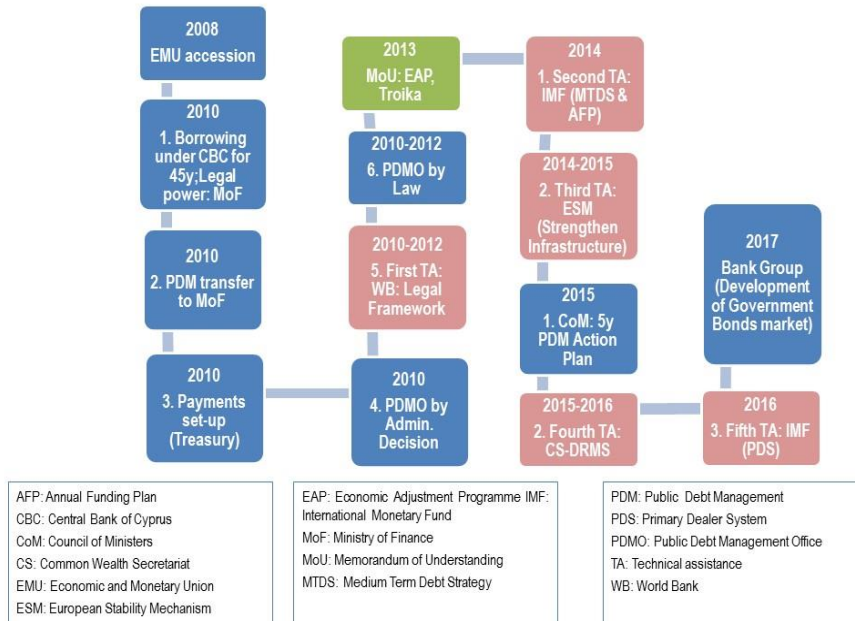 2008
EMU accession
2010
1. Borrowing
under CBC for
45y;Legal
power: MoF
2010
2. PDM transfer
to MoF
2010
3. Payments
set-up
(Treasury)
2010
4. PDMO by
Admin.
Decision
2010-2012
5. First TA:
WB: Legal
Framework
2010-2012
6. PDMO by
Law
2013
MoU: EAP,
Troika
2014
1. Second TA:
IMF (MTDS &
AFP)
2014-2015
2. Third TA:
ESM
(Strengthen
Infrastructure)
2015
1. CoM: 5y
PDM Action
Plan
2015-2016
2. Fourth TA:
CS-DRMS
2016
3. Fifth TA: IMF
(PDS)
2017
Bank Group
(Development
of Government
Bonds market)
AFP: Annual Funding Plan
CBC: Central Bank of Cyprus
CoM: Council of Ministers
CS: Common Wealth Secretariat
EMU: Economic and Monetary Union
ESM: European Stability Mechanism
EAP: Economic Adjustment Programme IMF:
International Monetary Fund
MoF: Ministry of Finance
MoU: Memorandum of Understanding
MTDS: Medium Term Debt Strategy
PDM: Public Debt Management
PDS: Primary Dealer System
PDMO: Public Debt Management Office
TA: Technical assistance
WB: World Bank